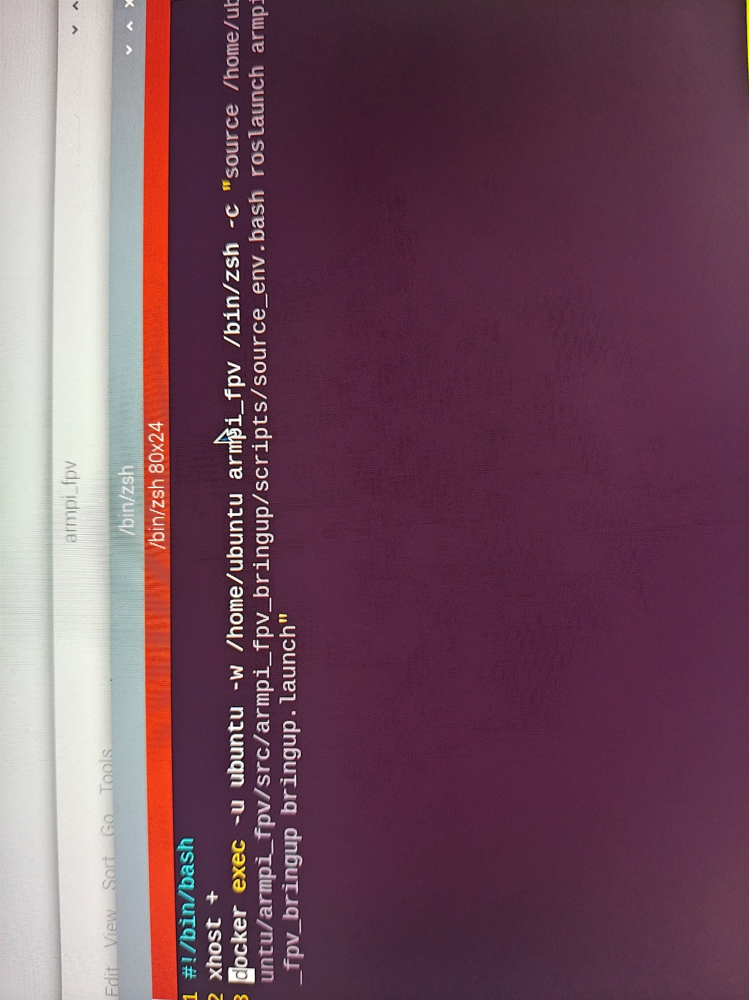 armpi_fpv
Edit View Sort Go Tools
/bin/zsh
/bin/zsh 80x24
1 #!/bin/bash
2 xhost +
3 docker exec -u ubuntu -w /home/ubuntu armpi_fpv /bin/zsh -c "source /home/ub
untu/armpi_fpv/src/armpi_fpv_bringup/scripts/source_env.bash roslaunch armpi
_fpv_bringup bringup.launch"